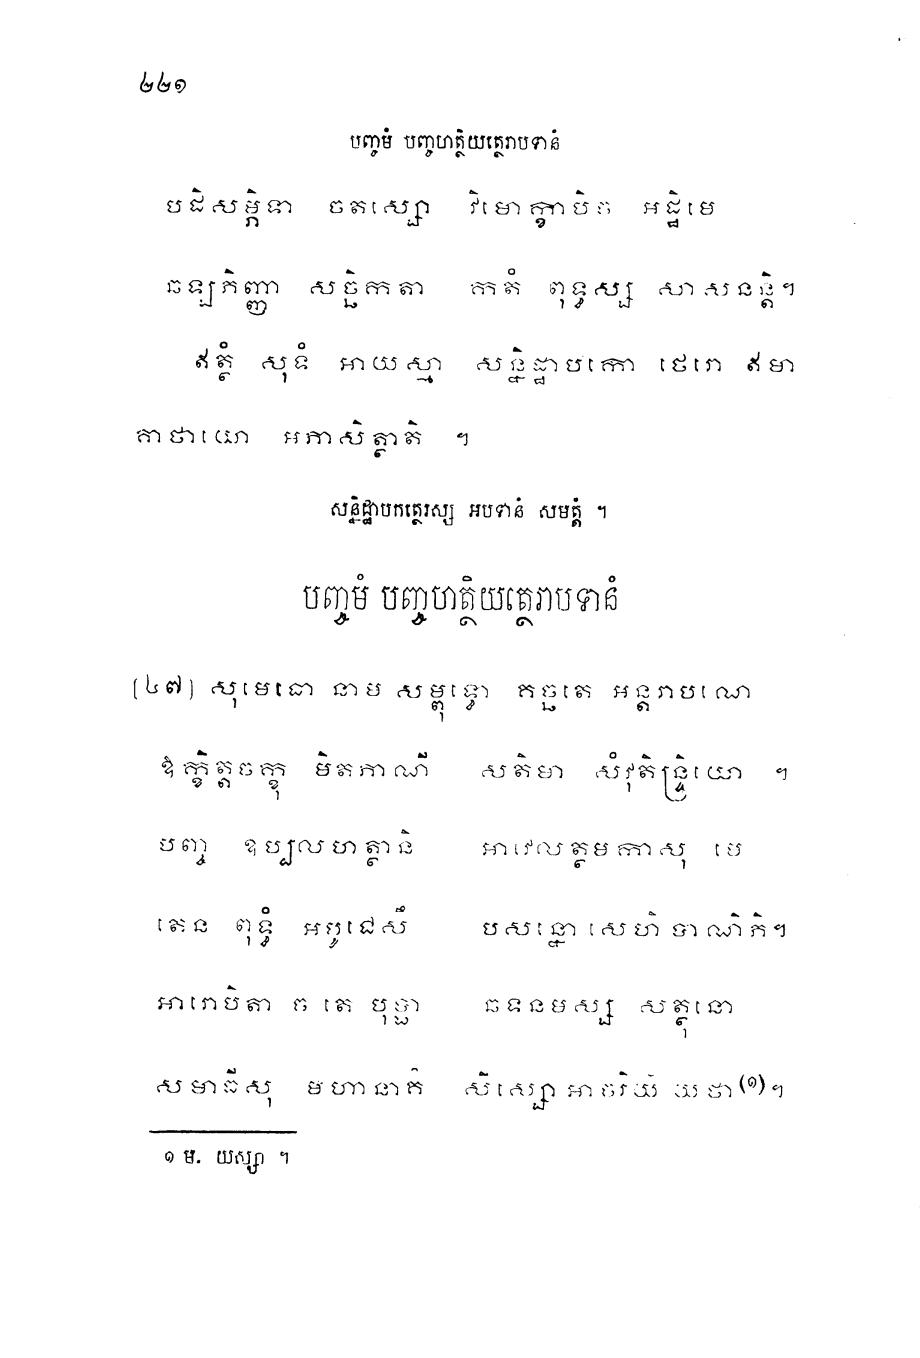 ២២១
បញ្ចមំ បញ្ចហត្ថិយត្ថេរាបទានំ
បដិសម្ភិទា ចតស្សោ វិមោក្ខាបិច អដ្ឋិមេ
ឆឡភិញ្ញា សច្ឆិកតា កតំ ពុទ្ធស្ស សាសនន្តិ។
ឥត្ថំ សុទំ អាយស្មា សន្និដ្ឋាបកោ ថេរោ ឥមា
គាថាយោ អភាសិត្ថាតិ ។
សន្និដ្ឋាបកត្ថេរស្ស អបទានំ សមត្តំ ។
បញ្ចមំ បញ្ចហត្ថិយត្ថេរាបទានំ
[៤៧] សុមេធោ នាម សម្ពុទ្ធោ គច្ឆតេ អន្តរាបណេ
ឱក្ខិត្តចក្ខុ មិតភាណី សតិមា សំវុតិន្ទ្រិយោ ។
បញ្ច ឧប្បលហត្ថានិ អាវេលត្ថមកាសុ មេ
តេន ពុទ្ធំ អបូជេសឹ បសន្នោ សេហិ បាណិភិ។
អារោបិតា ច តេ បុប្ផា ឆទនមស្ស សត្ថុនោ
សមាធឹសុ មហានាគំ សិស្សោ អាចរិយំ យថា(១)។
១ ម. យស្សា ។